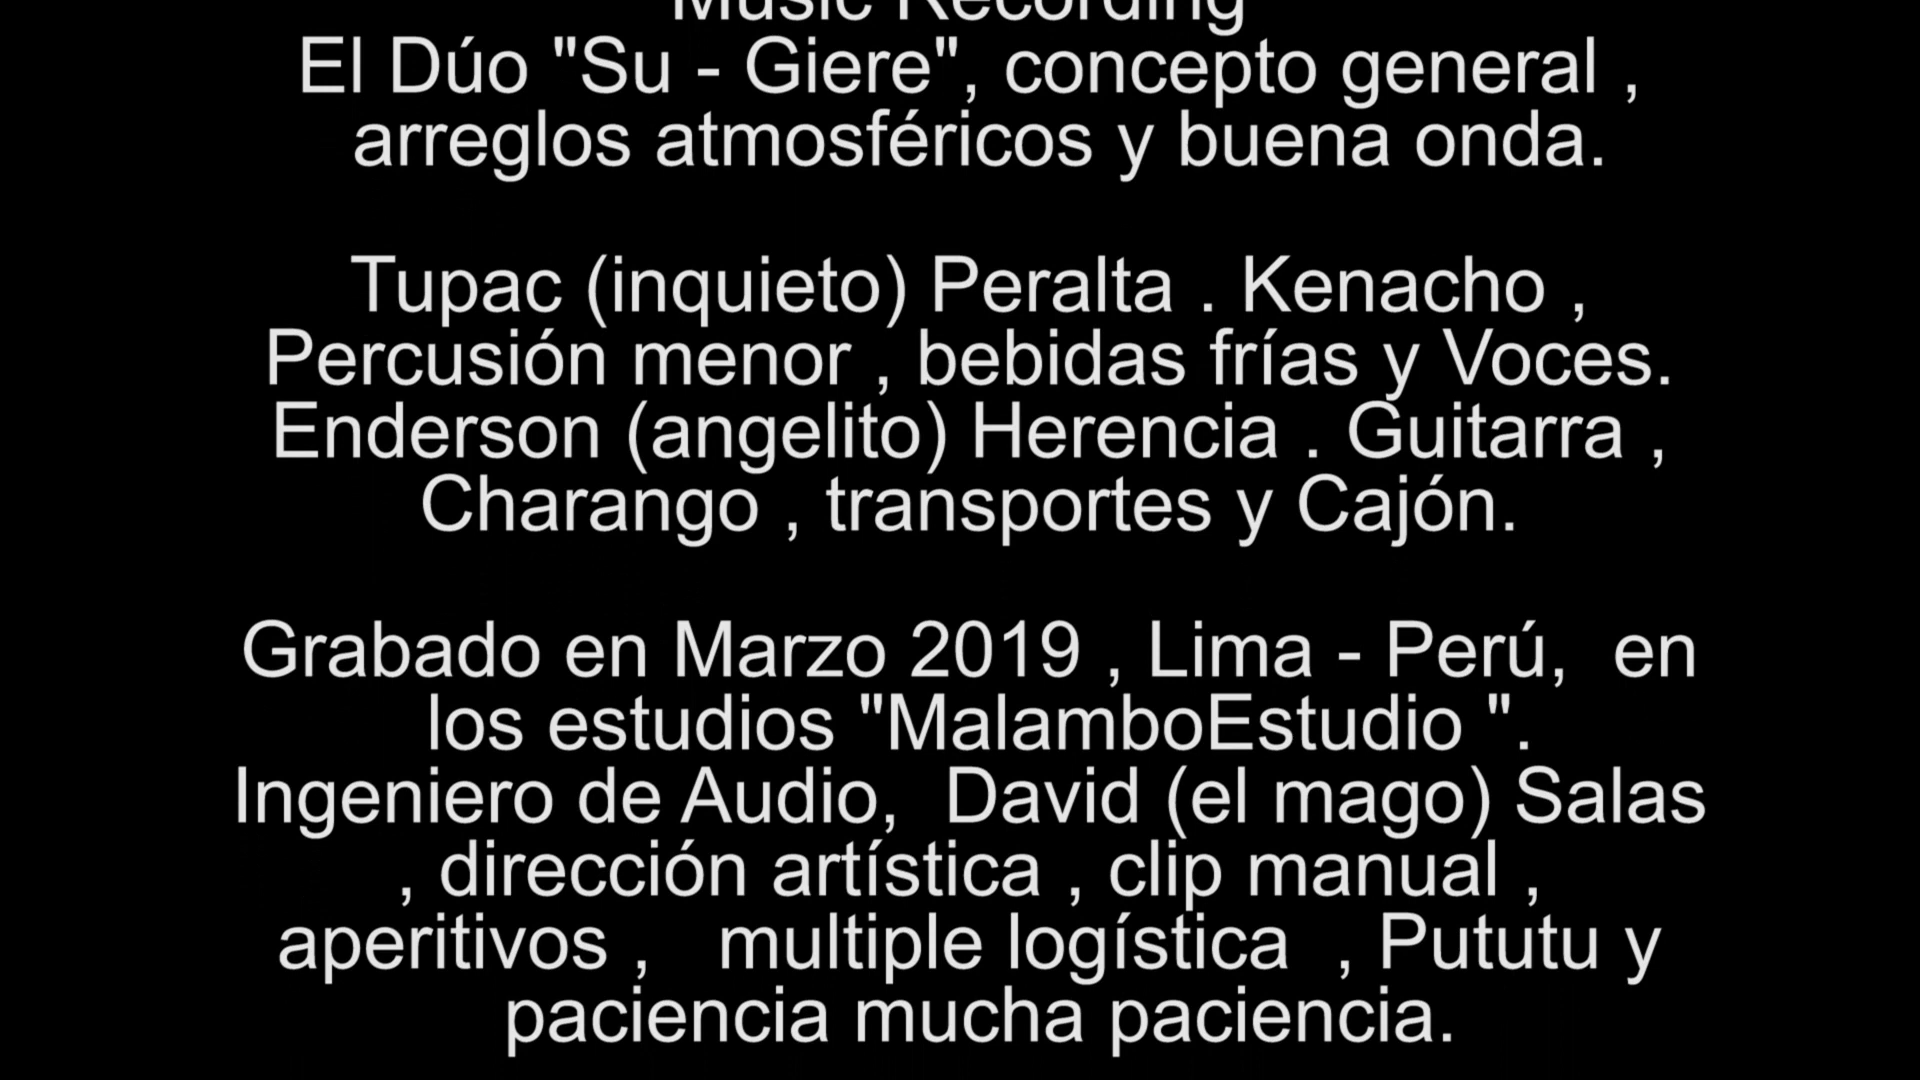 Music Recording
El Dúo "Su - Giere", concepto general ,
arreglos atmosféricos y buena onda.
Tupac (inquieto) Peralta . Kenacho ,
Percusión menor , bebidas frías y Voces.
Enderson (angelito) Herencia . Guitarra ,
Charango , transportes y Cajón.
Grabado en Marzo 2019 , Lima - Perú,  en
los estudios "MalamboEstudio ".
Ingeniero de Audio,  David (el mago) Salas
, dirección artística , clip manual ,
aperitivos ,   multiple logística  , Pututu y
paciencia mucha paciencia.